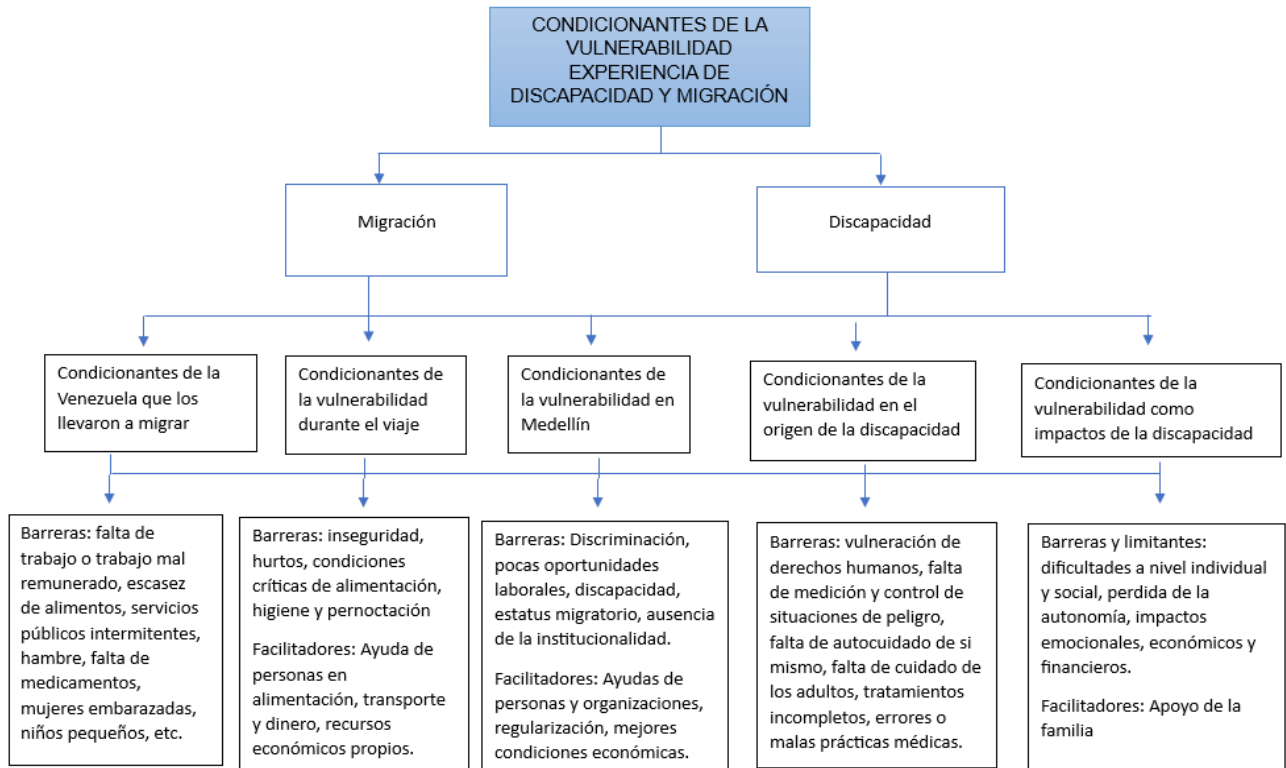 CONDICIONANTES DE LA
VULNERABILIDAD
EXPERIENCIA DE
DISCAPACIDAD Y MIGRACIÓN
Migración
Discapacidad
Condicionantes de la
Venezuela que los
llevaron a migrar
Condicionantes de
la vulnerabilidad
durante el viaje
Condicionantes de
la vulnerabilidad en
Medellín
Condicionantes de la
vulnerabilidad en el
origen de la discapacidad
Condicionantes de la
vulnerabilidad como
impactos de la discapacidad
Barreras: falta de
trabajo o trabajo mal
remunerado, escasez
de alimentos, servicios
públicos intermitentes,
hambre, falta de
medicamentos,
mujeres embarazadas,
niños pequeños, etc.
Barreras: inseguridad,
hurtos, condiciones
críticas de alimentación,
higiene y pernoctación
Facilitadores: Ayuda de
personas en
alimentación, transporte
y dinero, recursos
económicos propios.
Barreras: Discriminación,
pocas oportunidades
laborales, discapacidad,
estatus migratorio, ausencia
de la institucionalidad.
Facilitadores: Ayudas de
personas y organizaciones,
regularización, mejores
condiciones económicas.
Barreras: vulneración de
derechos humanos, falta
de medición y control de
situaciones de peligro,
falta de autocuidado de si
mismo, falta de cuidado de
los adultos, tratamientos
incompletos, errores o
malas prácticas médicas.
Barreras y limitantes:
dificultades a nivel individual
y social, perdida de la
autonomía, impactos
emocionales, económicos y
financieros.
Facilitadores: Apoyo de la
familia